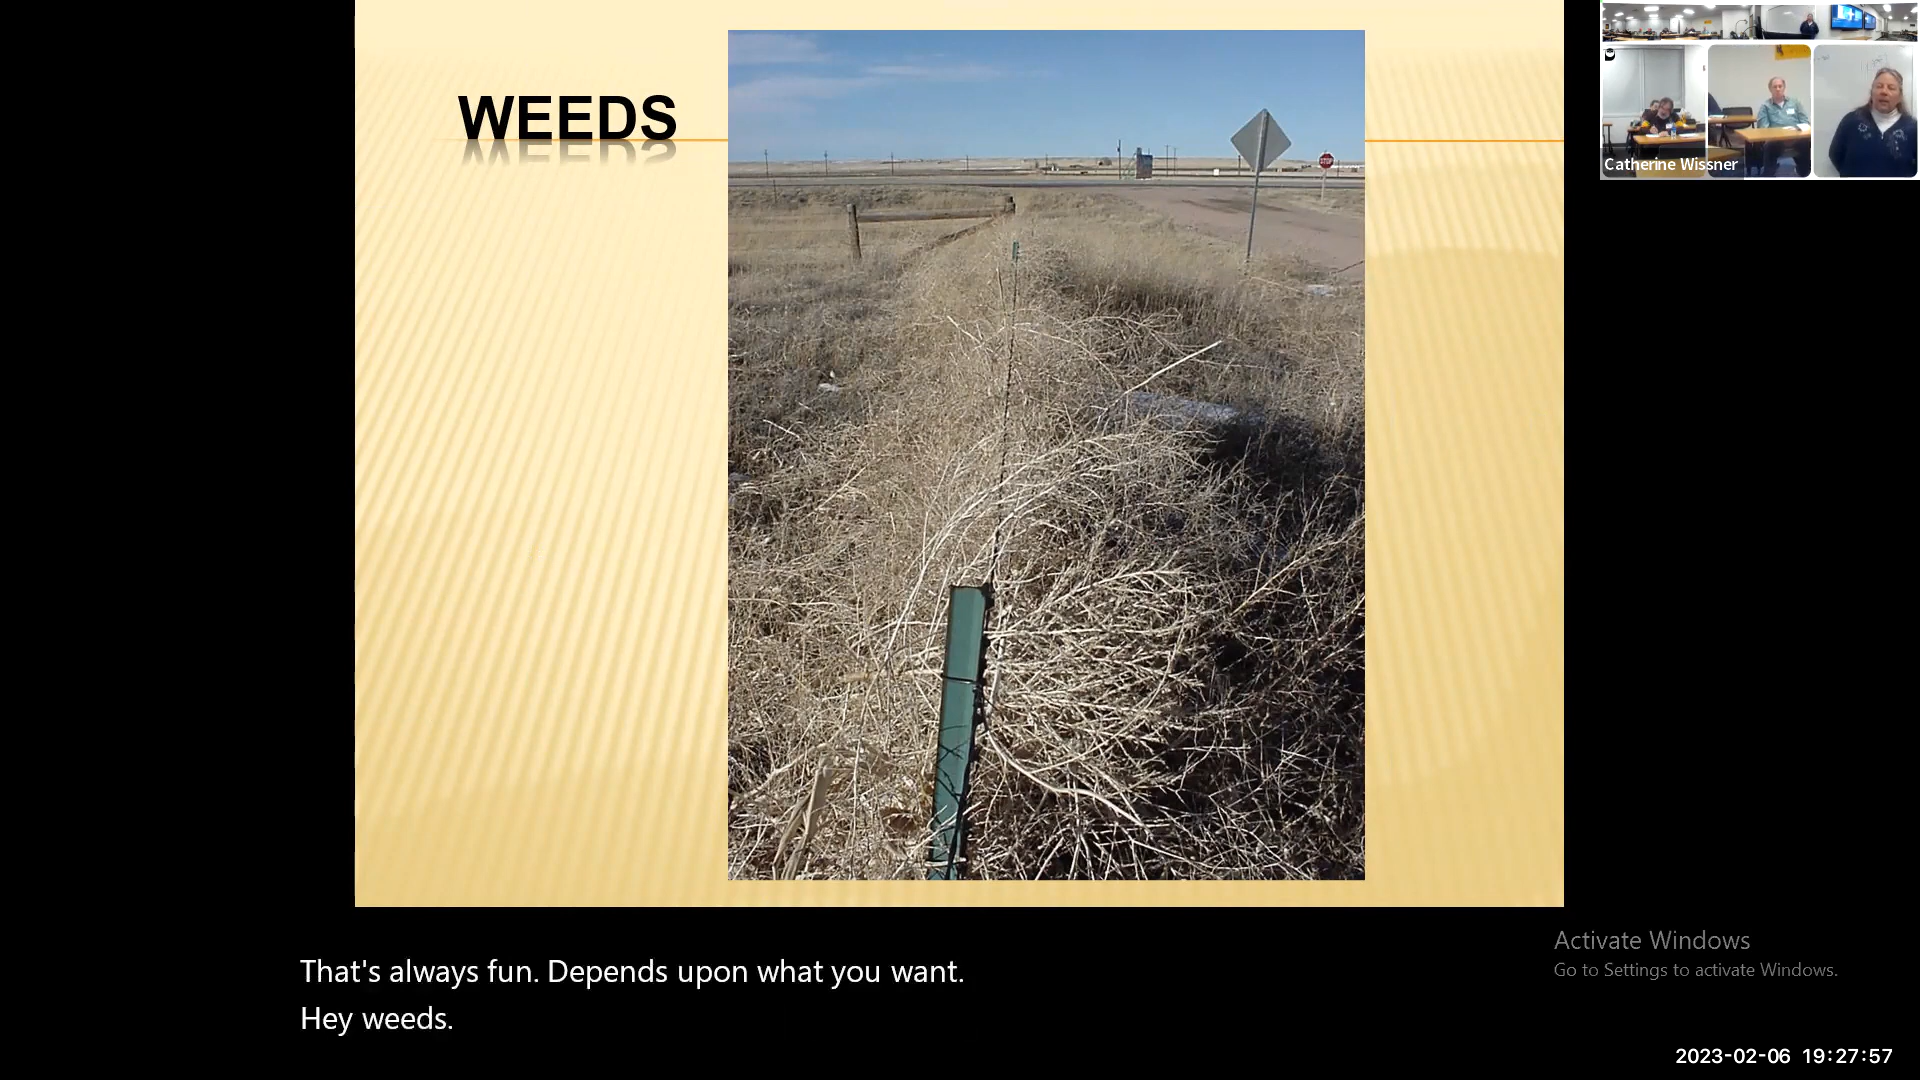 WEEDS
STOP
Catherine Wissner
That's always fun. Depends upon what you want.
Hey weeds.
Activate Windows
Go to Settings to activate Windows.
2023-02-06 19:27:57